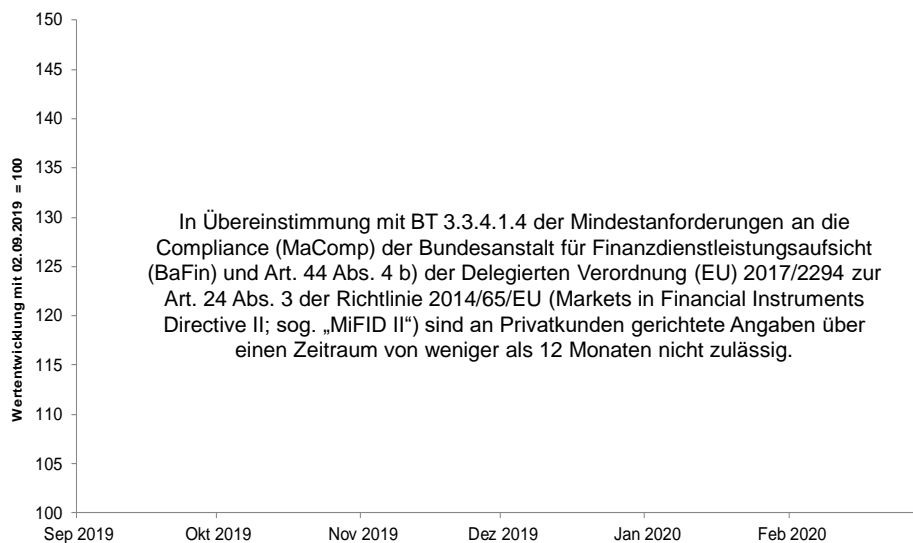 150
145
140
135
130
125
120
115
110
105
100
Wertentwicklung mit 02.09.2019 = 100
In Übereinstimmung mit BT 3.3.4.1.4 der Mindestanforderungen an die
Compliance (MaComp) der Bundesanstalt für Finanzdienstleistungsaufsicht
(BaFin) und Art. 44 Abs. 4 b) der Delegierten Verordnung (EU) 2017/2294 zur
Art. 24 Abs. 3 der Richtlinie 2014/65/EU (Markets in Financial Instruments
Directive II; sog. „MiFID II“) sind an Privatkunden gerichtete Angaben über
einen Zeitraum von weniger als 12 Monaten nicht zulässig.
Sep 2019 Okt 2019 Nov 2019 Dez 2019 Jan 2020 Feb 2020